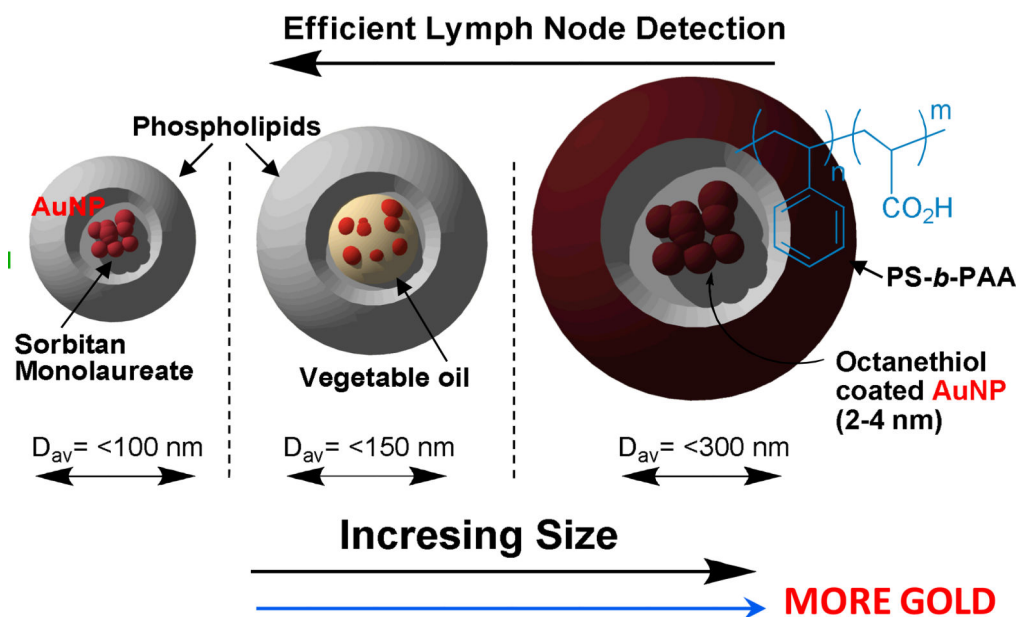 Efficient Lymph Node Detection
Phospholipids
AuNP
m
n
CO₂H
PS-b-PAA
Sorbitan
Monolaureate
Vegetable oil
Octanethiol
coated AuNP
(2-4 nm)
Dav= <100 nm
Dav= <150 nm
Dav= <300 nm
Incresing Size
MORE GOLD